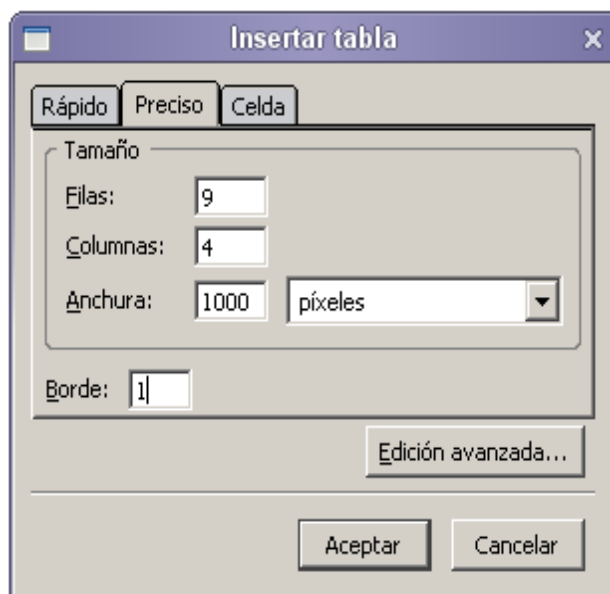 Insertar tabla
Rápido Preciso Celda
Tamaño
Filas: 9
Columnas: 4
Anchura: 1000 píxeles
Borde: 1
Edición avanzada...
Aceptar Cancelar